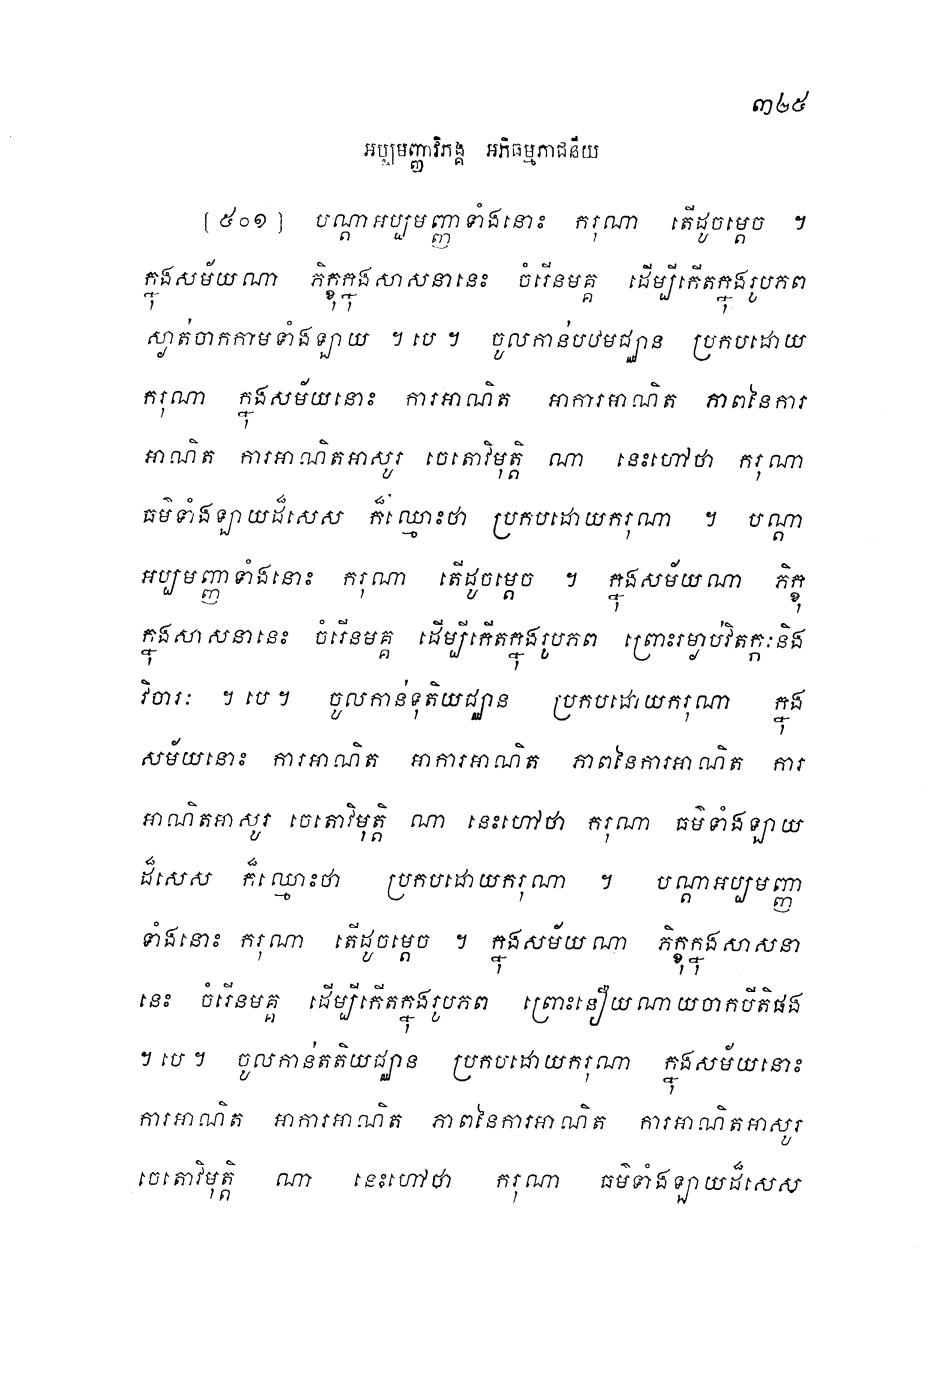 ៣២៥
អប្បមញ្ញាវិភង្គ អភិធម្មភាជនីយ
[៥០១] បណ្តាអប្បមញ្ញាទាំងនោះ ករុណា តើដូចម្តេច ។
ក្នុងសម័យណា ភិក្ខុក្នុងសាសនានេះ ចំរើនមគ្គ ដើម្បីកើតក្នុងរូបភព
ស្ងាត់ចាកកាមទាំងឡាយ ។ បេ ។ ចូលកាន់បឋមជ្ឈាន ប្រកបដោយ
ករុណា ក្នុងសម័យនោះ ការអាណិត អាការអាណិត ភាពនៃការ
អាណិត ការអាណិតអាសូរ ចេតោវិមុត្តិ ណា នេះហៅថា ករុណា
ធម៌ទាំងឡាយដ៏សេស ក៏ឈ្មោះថា ប្រកបដោយករុណា ។ បណ្តា
អប្បមញ្ញាទាំងនោះ ករុណា តើដូចម្តេច ។ ក្នុងសម័យណា ភិក្ខុ
ក្នុងសាសនានេះ ចំរើនមគ្គ ដើម្បីកើតក្នុងរូបភព ព្រោះរម្ងាប់វិតក្កៈនិង
វិចារៈ ។ បេ ។ ចូលកាន់ទុតិយជ្ឈាន ប្រកបដោយករុណា ក្នុង
សម័យនោះ ការអាណិត អាការអាណិត ភាពនៃការអាណិត ការ
អាណិតអាសូរ ចេតោវិមុត្តិ ណា នេះហៅថា ករុណា ធម៌ទាំងឡាយ
ដ៏សេស ក៏ឈ្មោះថា ប្រកបដោយករុណា ។ បណ្តាអប្បមញ្ញា
ទាំងនោះ ករុណា តើដូចម្តេច ។ ក្នុងសម័យណា ភិក្ខុក្នុងសាសនា
នេះ ចំរើនមគ្គ ដើម្បីកើតក្នុងរូបភព ព្រោះនឿយណាយចាកបីតិផង
។ បេ ។ ចូលកាន់តតិយជ្ឈាន ប្រកបដោយករុណា ក្នុងសម័យនោះ
ការអាណិត អាការអាណិត ភាពនៃការអាណិត ការអាណិតអាសូរ
ចេតោវិមុត្តិ ណា នេះហៅថា ករុណា ធម៌ទាំងឡាយដ៏សេស